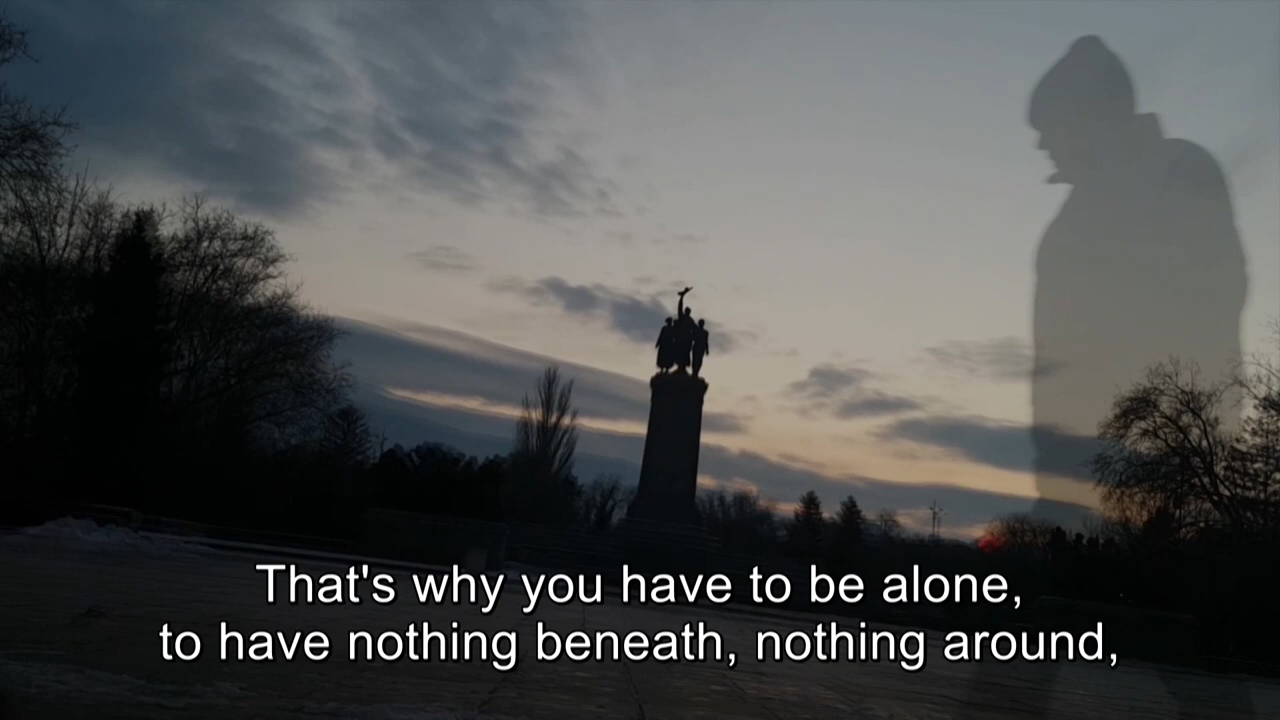 That's why you have to be alone,
to have nothing beneath, nothing around,